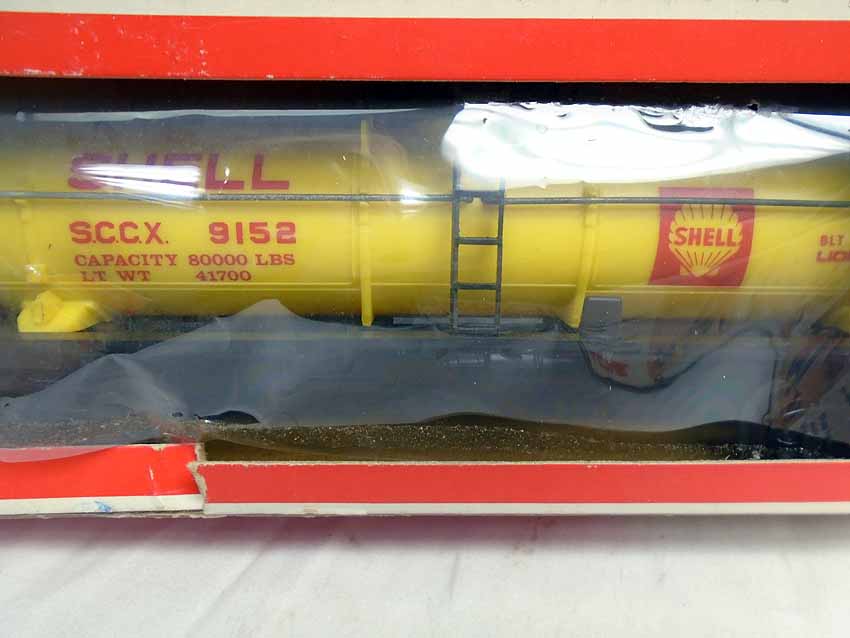 SHELL
S.C.C.X. 9152
CAPACITY 80000 LBS
LT WT 41700
SHELL
BLT